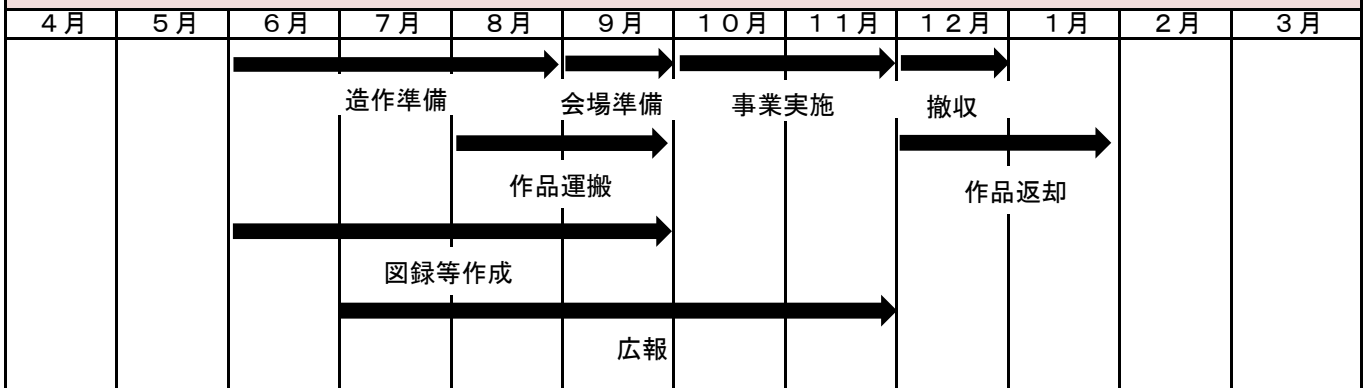 ４月 ５月 ６月 ７月 ８月 ９月 １０月 １１月 １２月 １月 ２月 ３月
造作準備 会場準備 事業実施 撤収
作品運搬 作品返却
図録等作成
広報